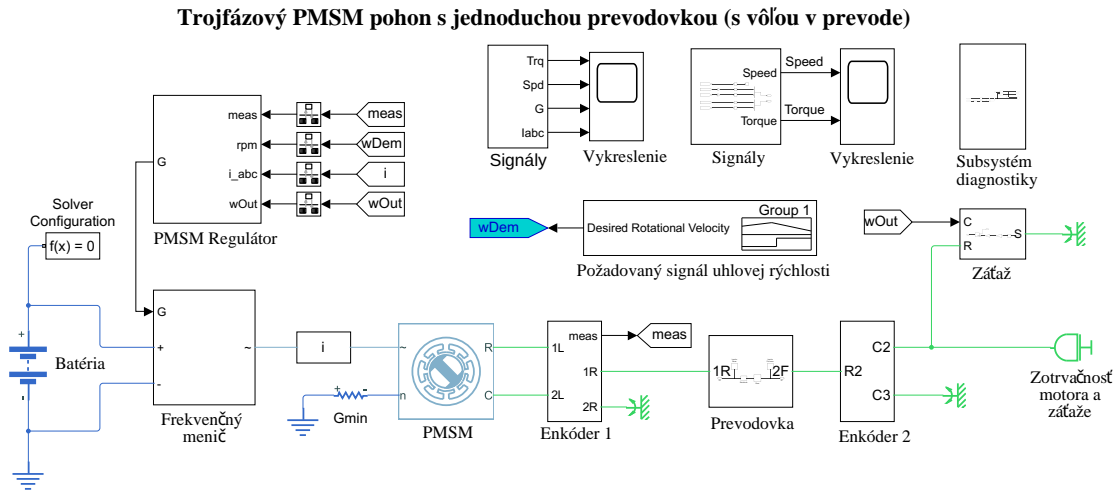 Trojfázový PMSM pohon s jednoduchou prevodovkou (s vôľou v prevode)
Trq
Spd
G
Iabc
Signály
Vykreslenie
Speed
Torque
Speed
Torque
Signály
Vykreslenie
Subsystém
diagnostiky
G
meas
rpm
i_abc
wOut
meas
wDem
i
wOut
PMSM Regulátor
Solver
Configuration
f(x) = 0
wDem
Group 1
Desired Rotational Velocity
Požadovaný signál uhlovej rýchlosti
wOut
C
R
S
Záťaž
+
-
Batéria
G
+
-
~
Frekvenčný
menič
i
+
-
Gmin
~
n
R
C
PMSM
1L
2L
meas
1R
2R
Enkóder 1
meas
1R
2F
Prevodovka
R2
C2
C3
Enkóder 2
Zotrvačnosť
motora a
záťaže